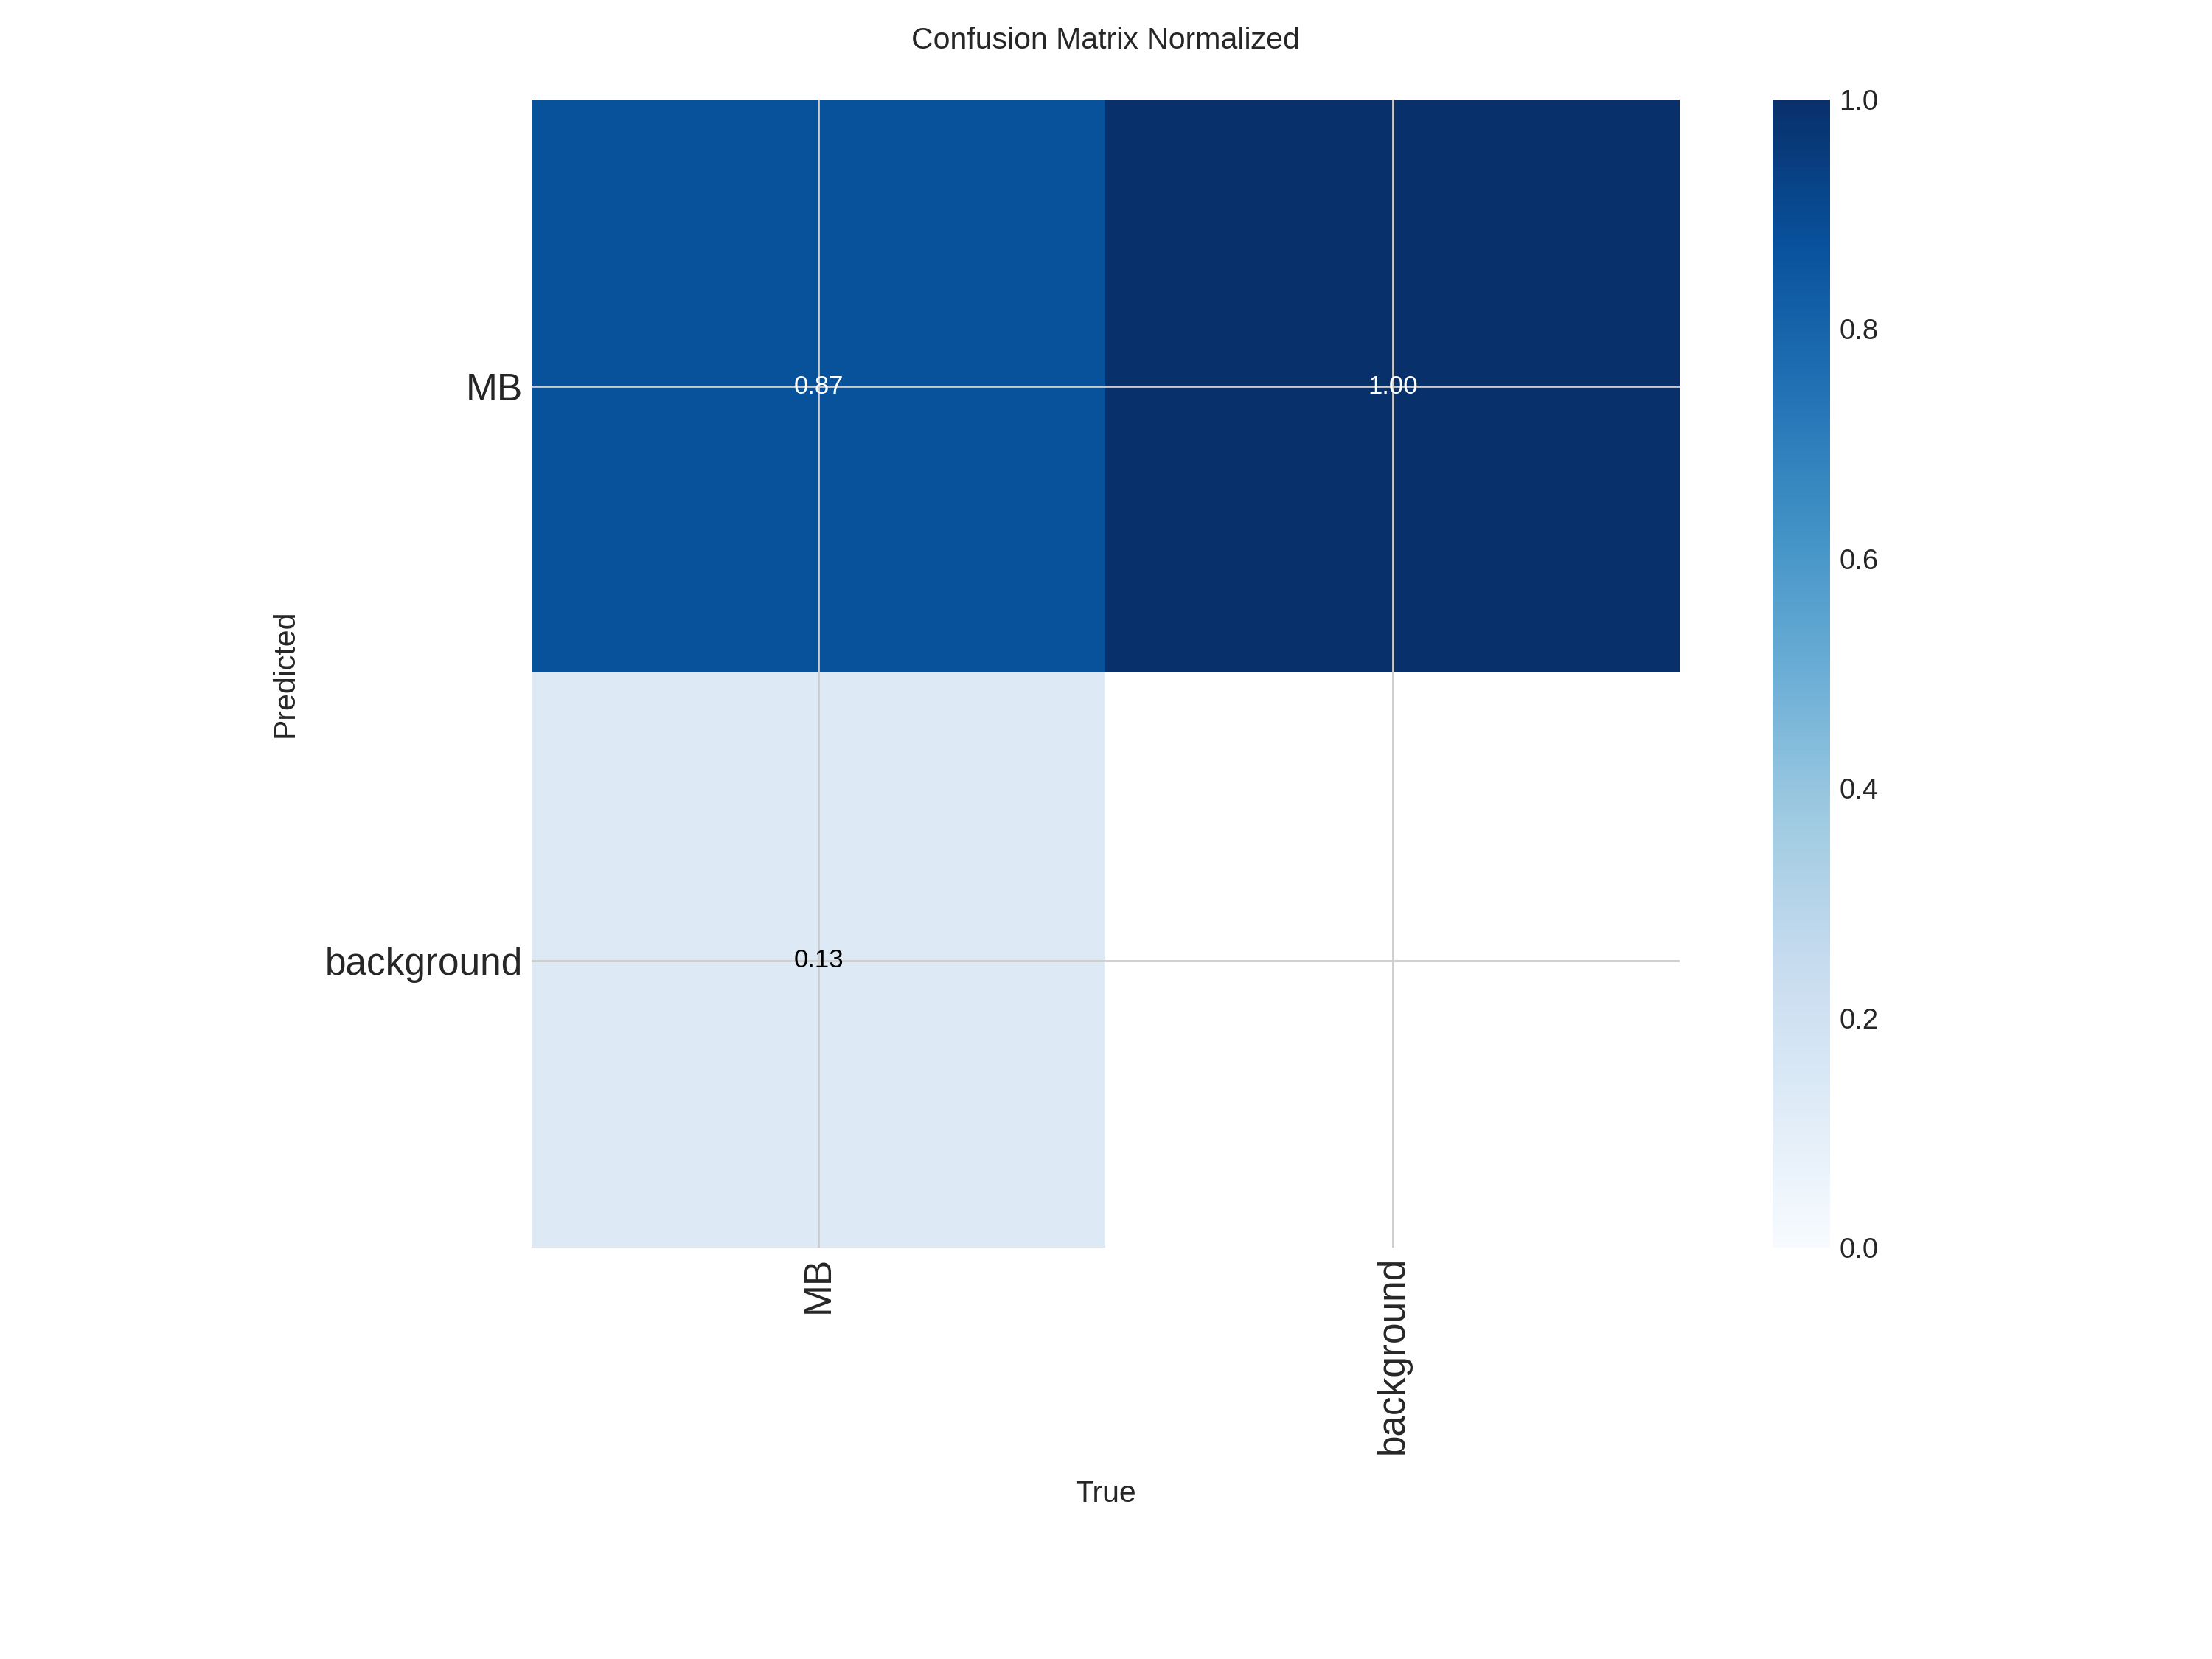 Confusion Matrix Normalized
1.0
0.8
MB
0.87
1.00
0.6
Predicted
0.4
background
0.13
0.2
0.0
MB
background
True